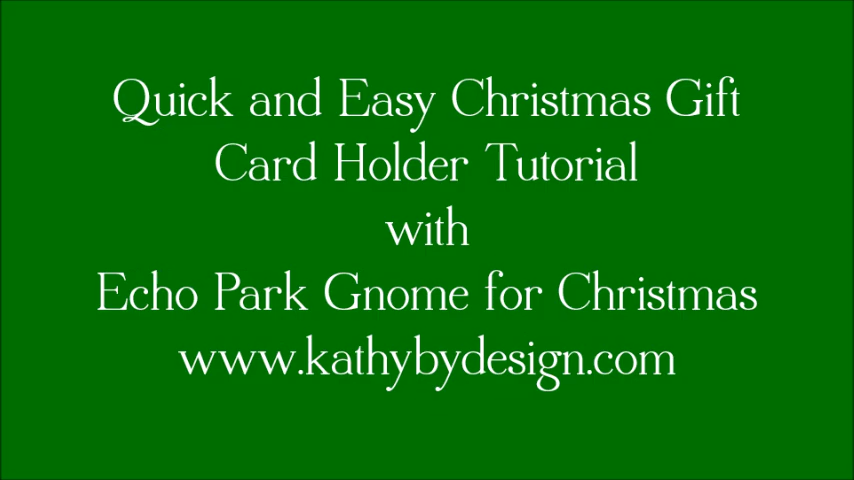 Quick and Easy Christmas Gift
Card Holder Tutorial
with
Echo Park Gnome for Christmas
www.kathybydesign.com